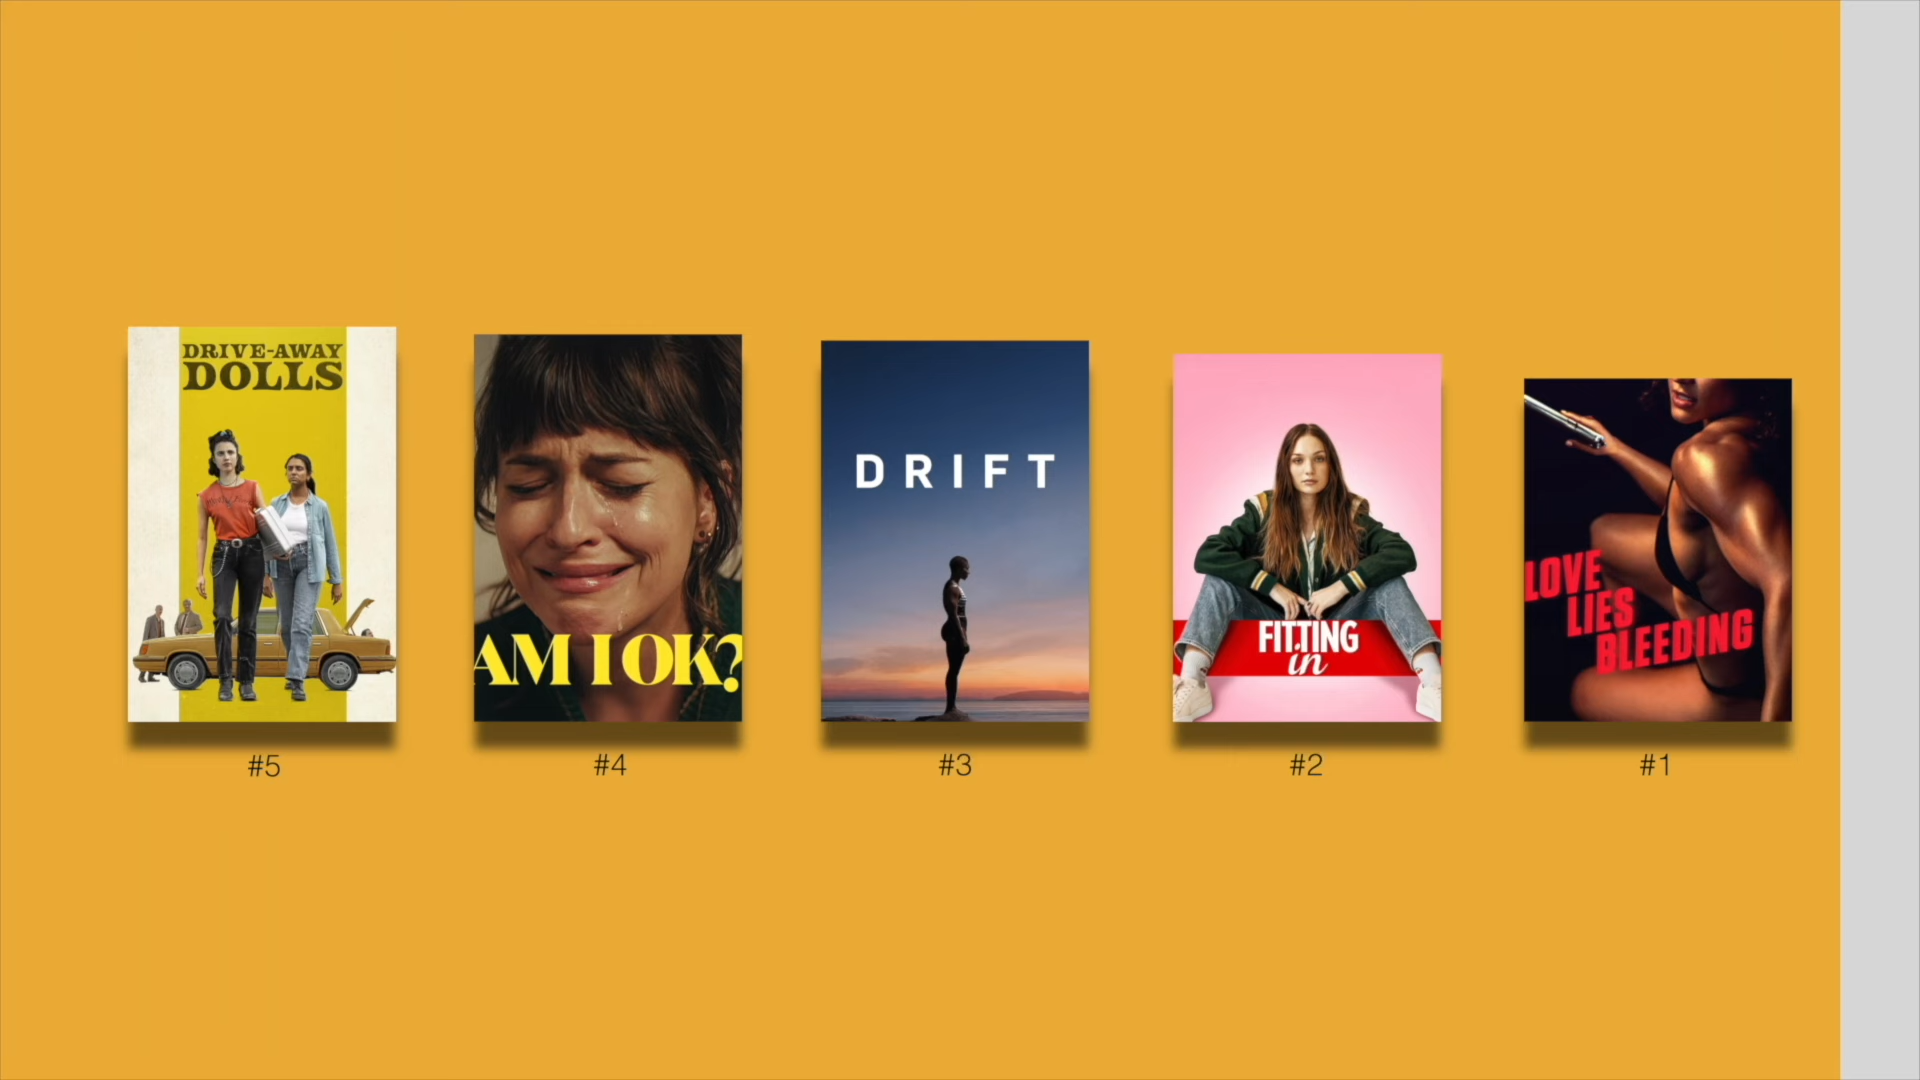 DRIVE-AWAY
DOLLS
#5
AM I OK?
#4
DRIFT
#3
FITTING
in
#2
LOVE
LIES
BLEEDING
#1